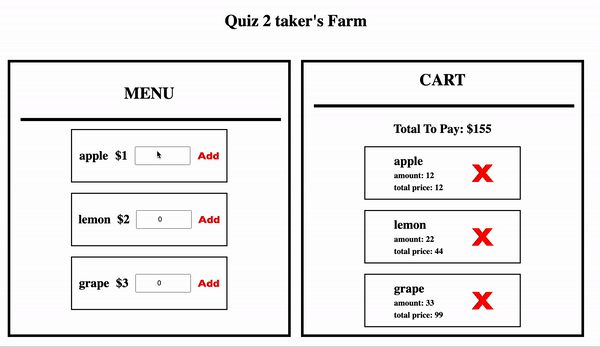 Quiz 2 taker's Farm
MENU
apple $1 Add
lemon $2 0 Add
grape $3 0 Add
CART
Total To Pay: $155
apple
amount: 12
total price: 12
X
lemon
amount: 22
total price: 44
X
grape
amount: 33
total price: 99
X